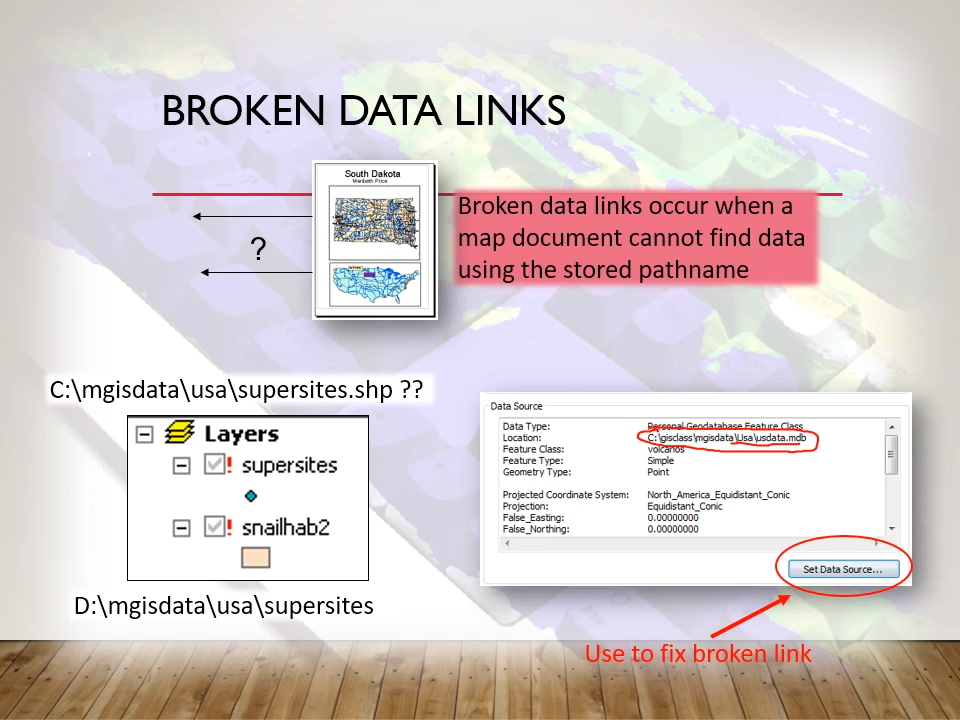 BROKEN DATA LINKS
South Dakota
Maribeth Price
?
Broken data links occur when a
map document cannot find data
using the stored pathname
C:\mgisdata\usa\supersites.shp ??
Layers
! supersites
! snailhab2
D:\mgisdata\usa\supersites
Data Source
Data Type: Personal Geodatabase Feature Class
Location: C:\gisclass\mgisdata\Usa\usdata.mdb
Feature Class: volcanos
Feature Type: Simple
Geometry Type: Point
Projected Coordinate System: North_America_Equidistant_Conic
Projection: Equidistant_Conic
False_Easting: 0.00000000
False_Northing: 0.00000000
Set Data Source...
Use to fix broken link